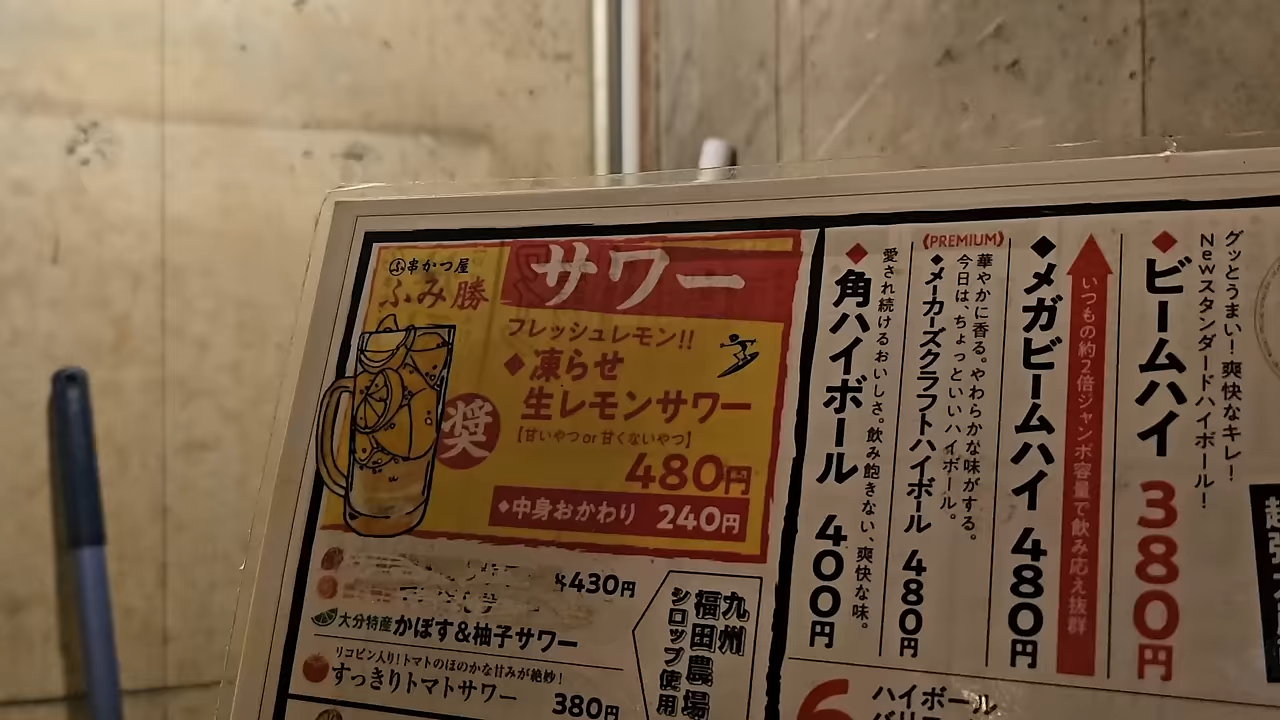 串かつ屋
ふみ勝
サワー
フレッシュレモン!!
◆凍らせ
生レモンサワー
【甘いやつ or 甘くないやつ】
奨
480円
◆中身おかわり 240円
430円
大分特産かぼす&柚子サワー
リコピン入り!トマトのほのかな甘みが絶妙!
すっきりトマトサワー
380円
九州
福田農場
シロップ使用
グッとうまい!爽快なキレ!
Newスタンダードハイボール!
◆ビームハイ 380円
いつもの約2倍ジャンボ容量で飲み応え抜群
◆メガビームハイ 480円
《PREMIUM》
華やかに香る。やわらかな味がする。
今日は、ちょっといいハイボール。
◆メーカーズクラフトハイボール 480円
愛され続けるおいしさ。飲み飽きない、爽快な味。
◆角ハイボール 400円
ハイボール